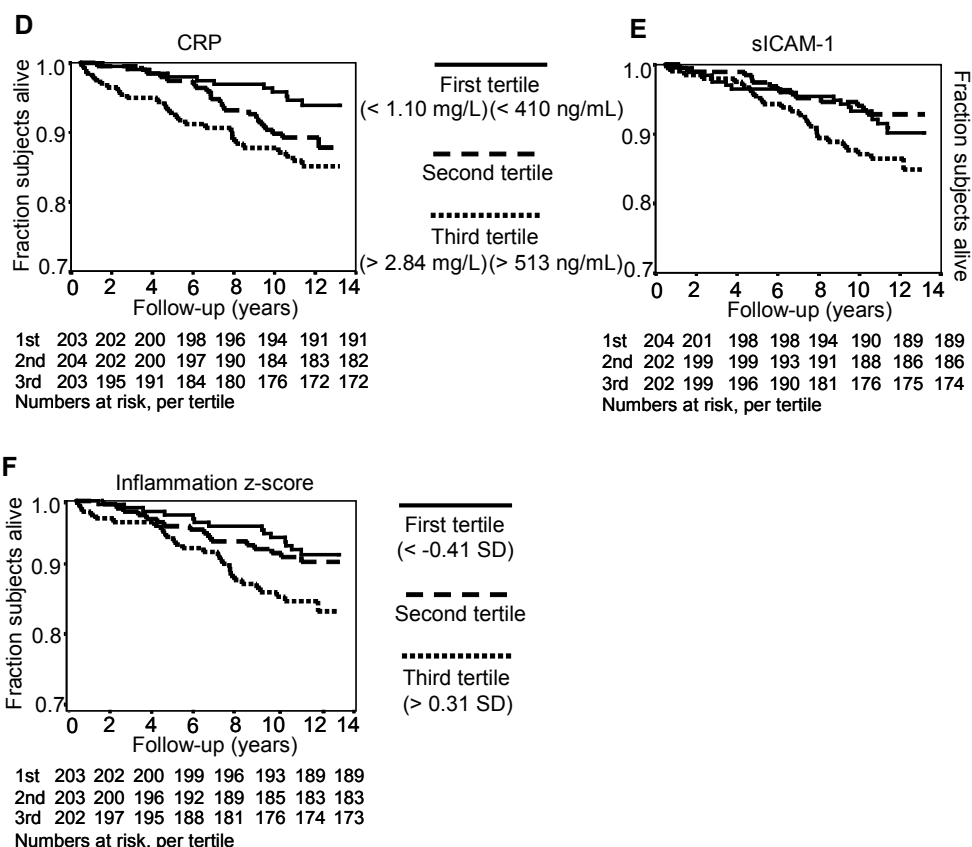 D
CRP
1.0
0.9
0.8
0.7
Fraction subjects alive
0 2 4 6 8 10 12 14
Follow-up (years)
1st 203 202 200 198 196 194 191 191
2nd 204 202 200 197 190 184 183 182
3rd 203 195 191 184 180 176 172 172
Numbers at risk, per tertile
First tertile
(< 1.10 mg/L)(< 410 ng/mL)
Second tertile
Third tertile
(> 2.84 mg/L)(> 513 ng/mL)
E
sICAM-1
1.0
0.9
0.8
0.7
Fraction subjects alive
0 2 4 6 8 10 12 14
Follow-up (years)
1st 204 201 198 198 194 190 189 189
2nd 202 199 199 193 191 188 186 186
3rd 202 199 196 190 181 176 175 174
Numbers at risk, per tertile
F
Inflammation z-score
1.0
0.9
0.8
0.7
Fraction subjects alive
0 2 4 6 8 10 12 14
Follow-up (years)
1st 203 202 200 199 196 193 189 189
2nd 203 200 196 192 189 185 183 183
3rd 202 197 195 188 181 176 174 173
Numbers at risk, per tertile
First tertile
(< -0.41 SD)
Second tertile
Third tertile
(> 0.31 SD)